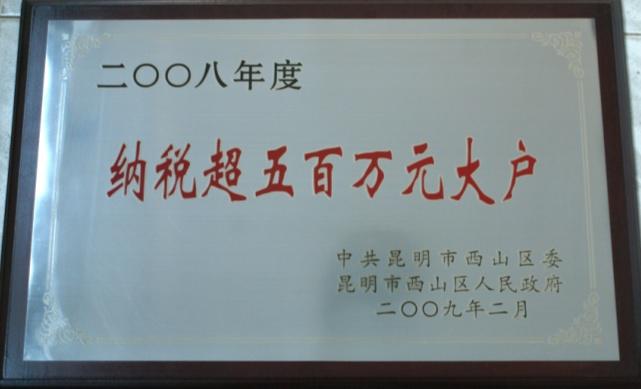 二〇〇八年度
纳税超五百万元大户
中共昆明市西山区委
昆明市西山区人民政府
二〇〇九年二月